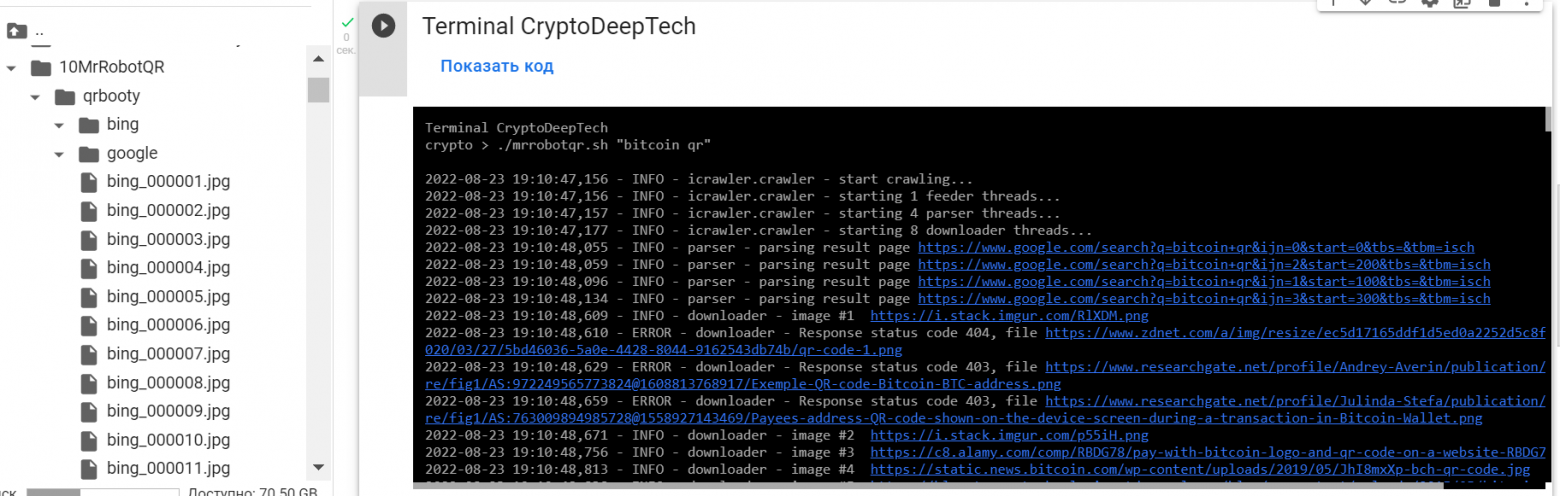 ..
10MrRobotQR
qrbooty
bing
google
bing_000001.jpg
bing_000002.jpg
bing_000003.jpg
bing_000004.jpg
bing_000005.jpg
bing_000006.jpg
bing_000007.jpg
bing_000008.jpg
bing_000009.jpg
bing_000010.jpg
bing_000011.jpg
Доступно: 70.50 GB
0
сек.
Terminal CryptoDeepTech
Показать код
Terminal CryptoDeepTech
crypto > ./mrrobotqr.sh "bitcoin qr"
2022-08-23 19:10:47,156 - INFO - icrawler.crawler - start crawling...
2022-08-23 19:10:47,156 - INFO - icrawler.crawler - starting 1 feeder threads...
2022-08-23 19:10:47,157 - INFO - icrawler.crawler - starting 4 parser threads...
2022-08-23 19:10:47,177 - INFO - icrawler.crawler - starting 8 downloader threads...
2022-08-23 19:10:48,055 - INFO - parser - parsing result page https://www.google.com/search?q=bitcoin+qr&ijn=0&start=0&tbs=&tbm=isch
2022-08-23 19:10:48,059 - INFO - parser - parsing result page https://www.google.com/search?q=bitcoin+qr&ijn=2&start=200&tbs=&tbm=isch
2022-08-23 19:10:48,096 - INFO - parser - parsing result page https://www.google.com/search?q=bitcoin+qr&ijn=1&start=100&tbs=&tbm=isch
2022-08-23 19:10:48,134 - INFO - parser - parsing result page https://www.google.com/search?q=bitcoin+qr&ijn=3&start=300&tbs=&tbm=isch
2022-08-23 19:10:48,609 - INFO - downloader - image #1  https://i.stack.imgur.com/RlXDM.png
2022-08-23 19:10:48,610 - ERROR - downloader - Response status code 404, file https://www.zdnet.com/a/img/resize/ec5d17165ddf1d5ed0a2252d5c8f
020/03/27/5bd46036-5a0e-4428-8044-9162543db74b/qr-code-1.png
2022-08-23 19:10:48,629 - ERROR - downloader - Response status code 403, file https://www.researchgate.net/profile/Andrey-Averin/publication/
re/fig1/AS:972249565773824@1608813768917/Exemple-QR-code-Bitcoin-BTC-address.png
2022-08-23 19:10:48,659 - ERROR - downloader - Response status code 403, file https://www.researchgate.net/profile/Julinda-Stefa/publication/
re/fig1/AS:763009894985728@1558927143469/Payees-address-QR-code-shown-on-the-device-screen-during-a-transaction-in-Bitcoin-Wallet.png
2022-08-23 19:10:48,671 - INFO - downloader - image #2  https://i.stack.imgur.com/p55iH.png
2022-08-23 19:10:48,756 - INFO - downloader - image #3  https://c8.alamy.com/comp/RBDG78/pay-with-bitcoin-logo-and-qr-code-on-a-website-RBDG7
2022-08-23 19:10:48,813 - INFO - downloader - image #4  https://static.news.bitcoin.com/wp-content/uploads/2019/05/JhI8mxXp-bch-qr-code.jpg